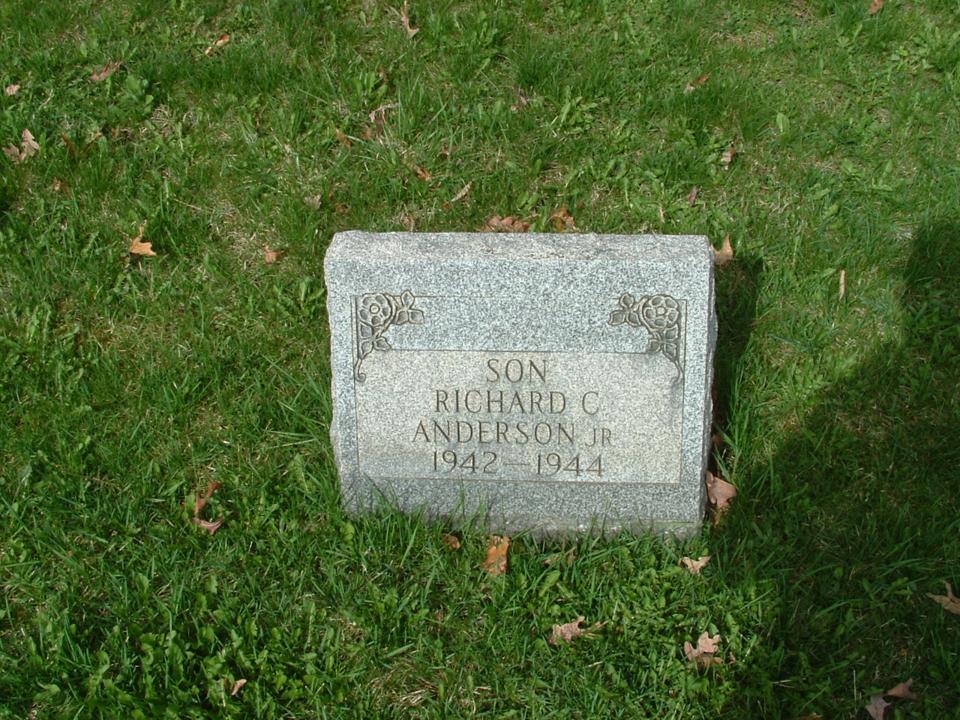 SON
RICHARD C
ANDERSON JR
1942—1944